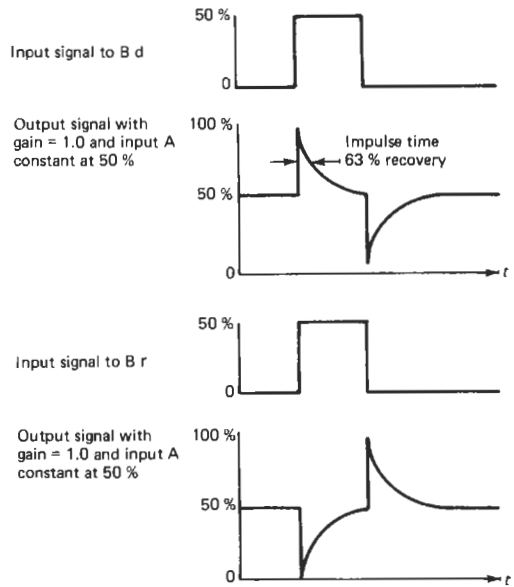 50 %
Input signal to B d
0
Output signal with
gain = 1.0 and input A
constant at 50 %
100 %
Impulse time
63 % recovery
50 %
0
t
50 %
Input signal to B r
0
Output signal with
gain = 1.0 and input A
constant at 50 %
100 %
50 %
0
t